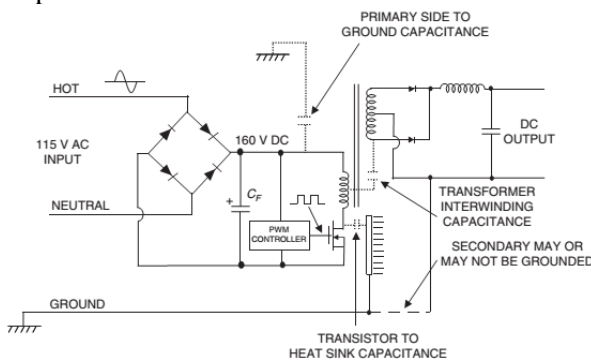 PRIMARY SIDE TO
GROUND CAPACITANCE
HOT
115 V AC
INPUT
160 V DC
DC
OUTPUT
+
C_F
NEUTRAL
PWM
CONTROLLER
TRANSFORMER
INTERWINDING
CAPACITANCE
SECONDARY MAY OR
MAY NOT BE GROUNDED
GROUND
TRANSISTOR TO
HEAT SINK CAPACITANCE